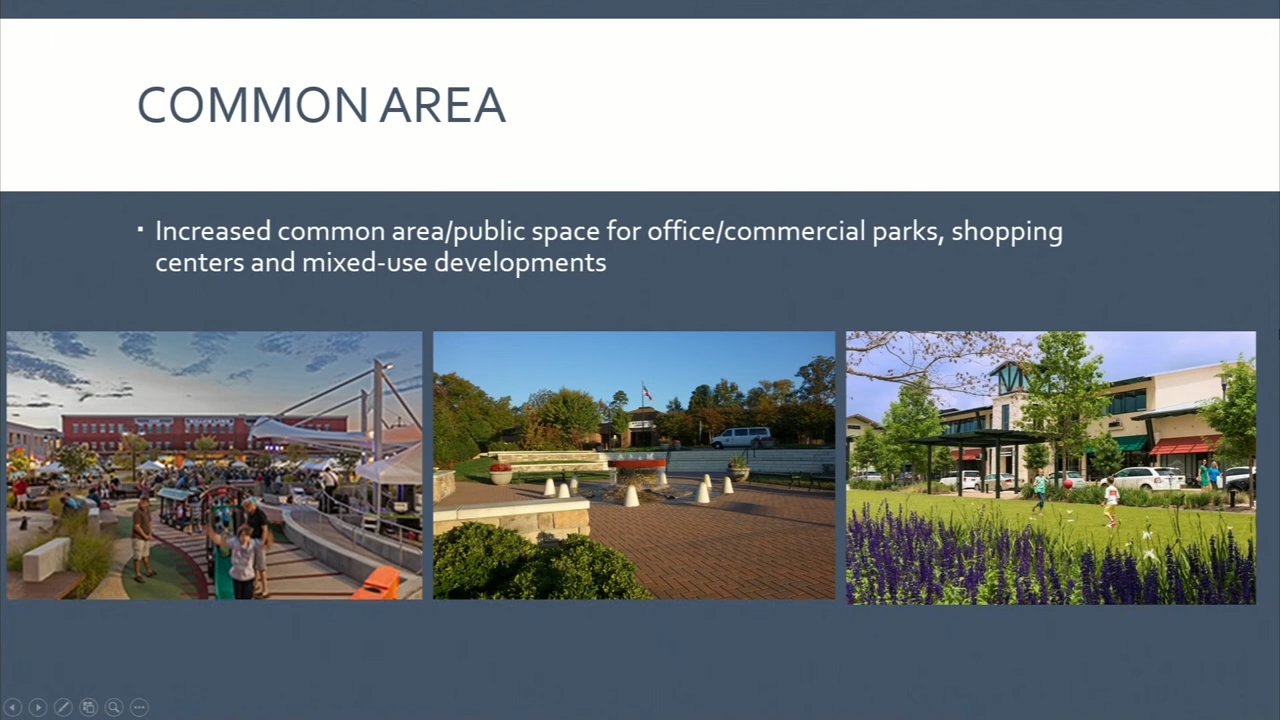 COMMON AREA
▪ Increased common area/public space for office/commercial parks, shopping
centers and mixed-use developments